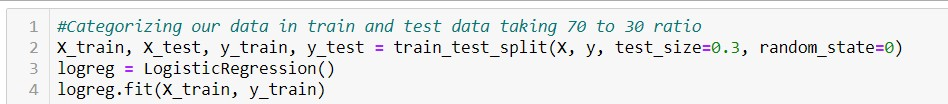 1 #Categorizing our data in train and test data taking 70 to 30 ratio
2 X_train, X_test, y_train, y_test = train_test_split(X, y, test_size=0.3, random_state=0)
3 logreg = LogisticRegression()
4 logreg.fit(X_train, y_train)